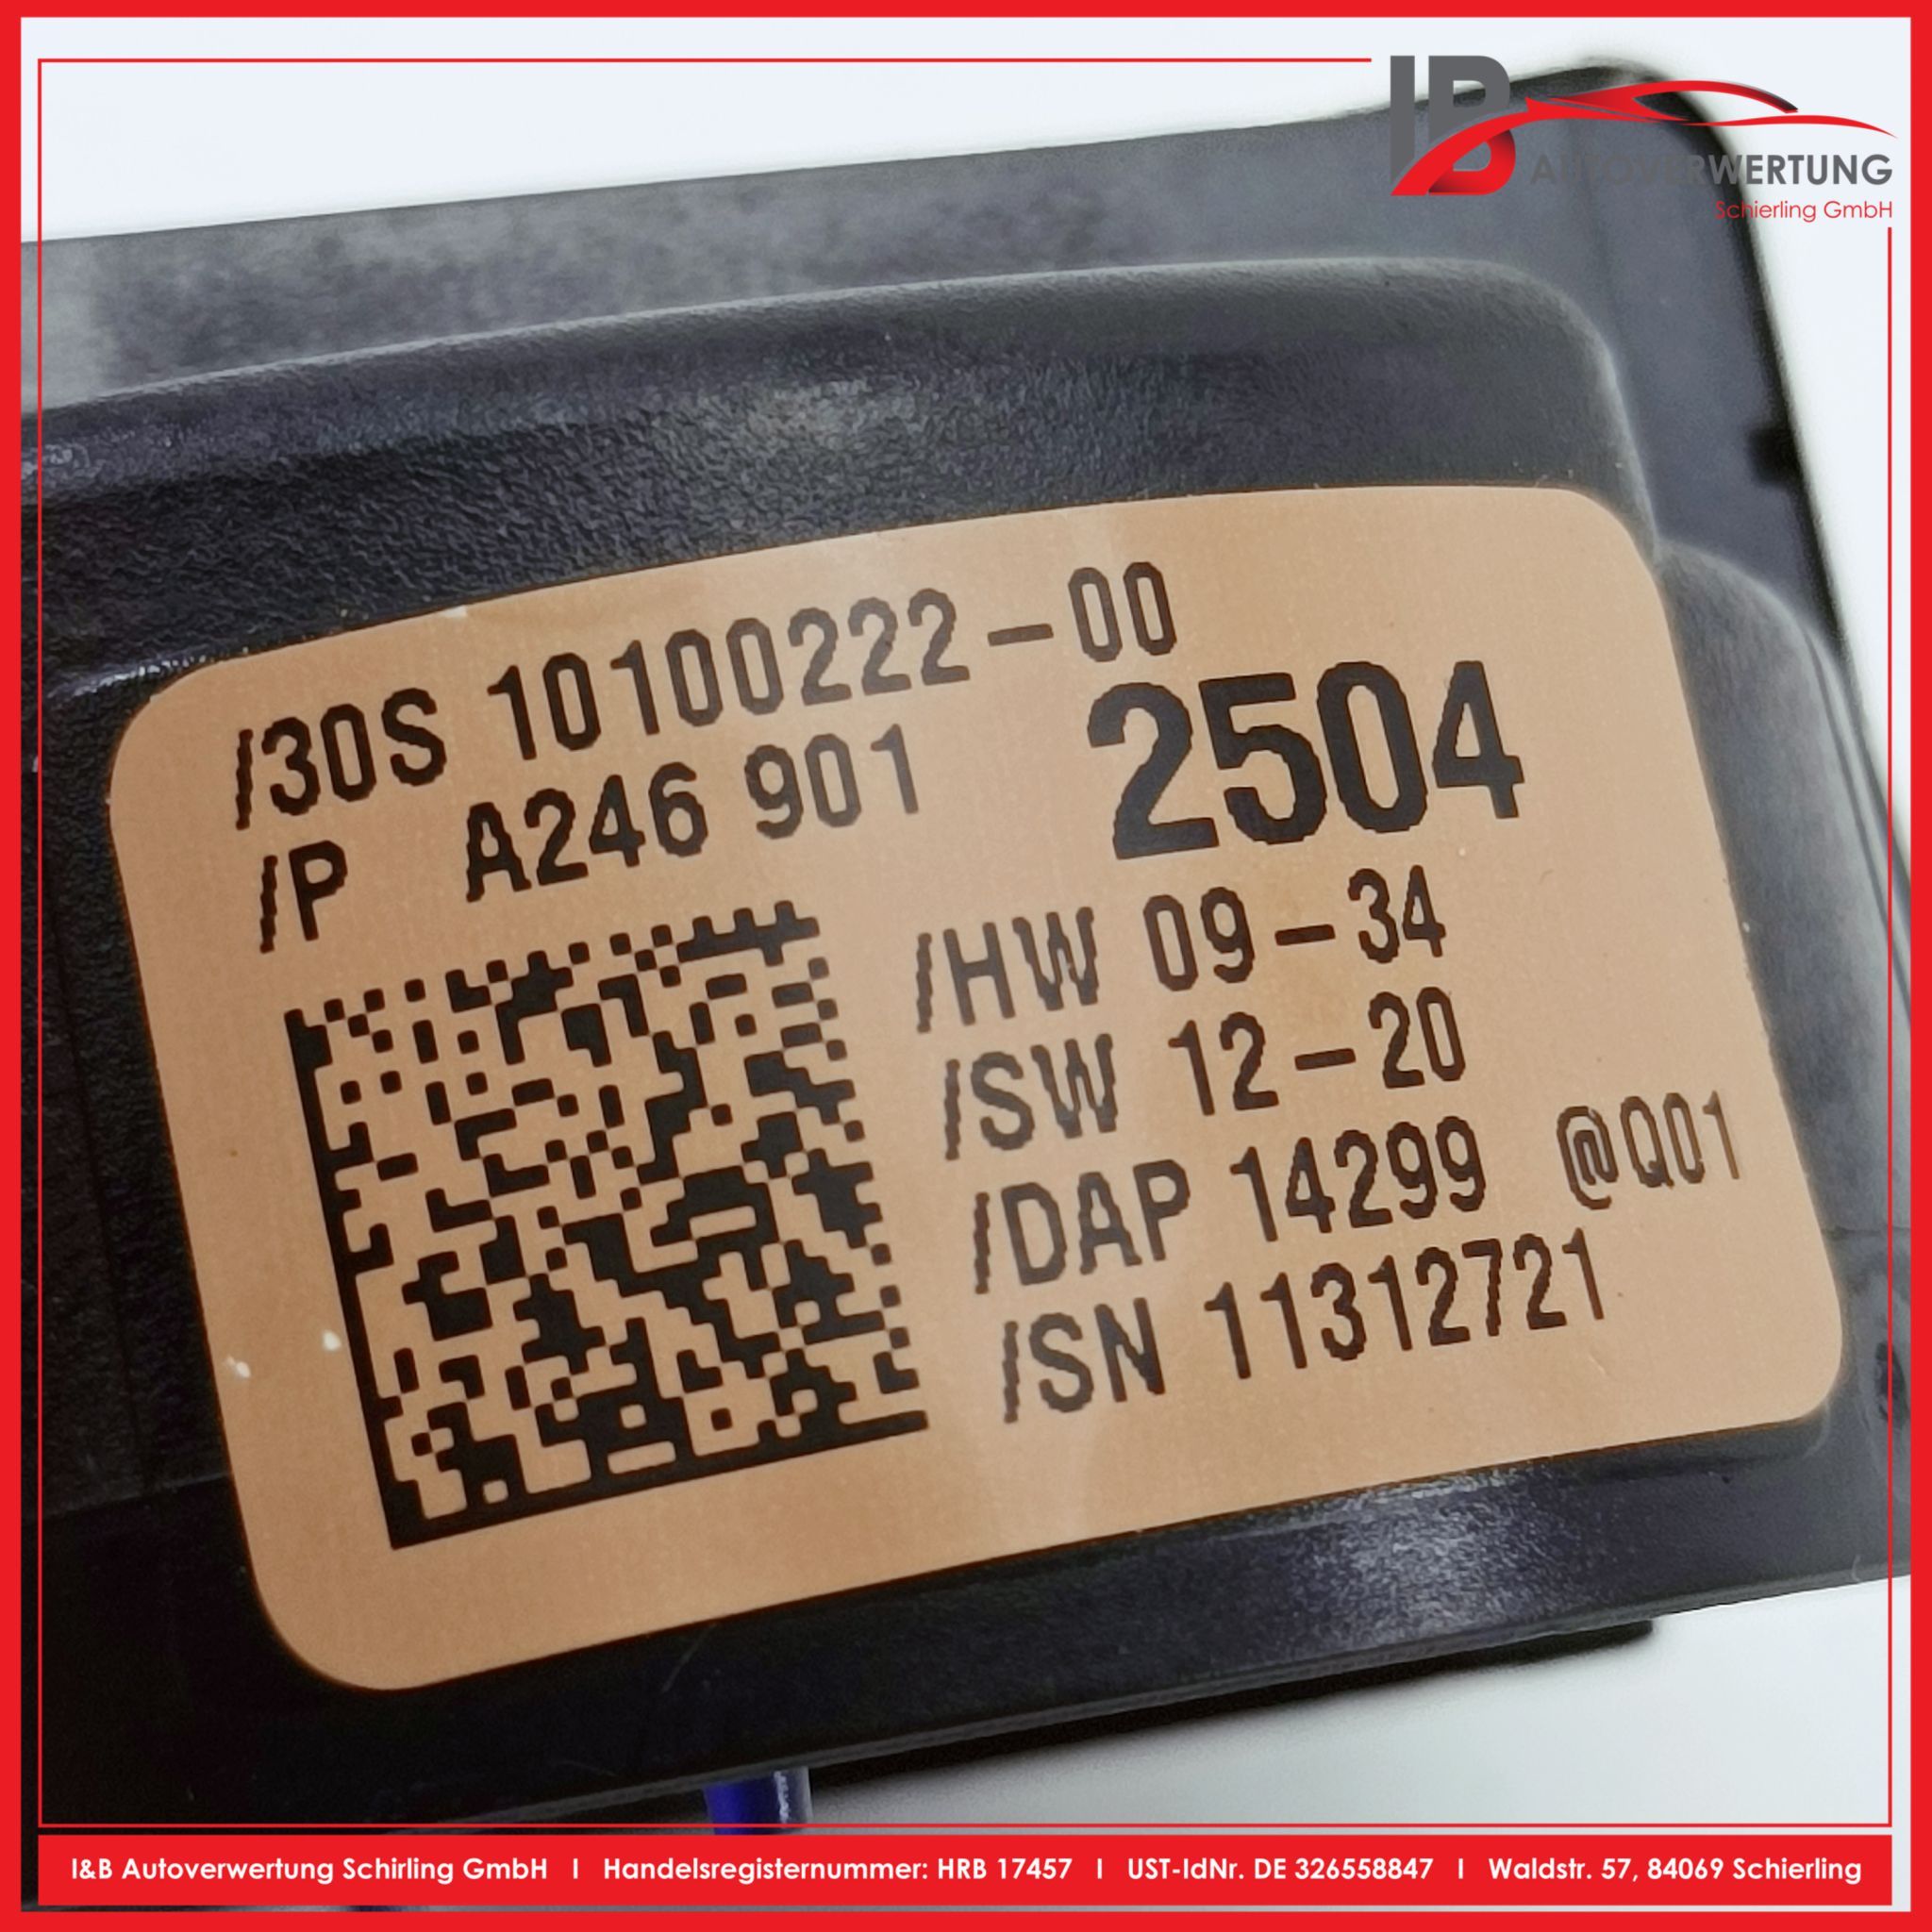 IB
AUTOVERWERTUNG
Schierling GmbH
/30S 10100222-00
/P A246 901 2504
/HW 09-34
/SW 12-20
/DAP 14299 @Q01
/SN 11312721
I&B Autoverwertung Schirling GmbH I Handelsregisternummer: HRB 17457 I UST-IdNr. DE 326558847 I Waldstr. 57, 84069 Schierling